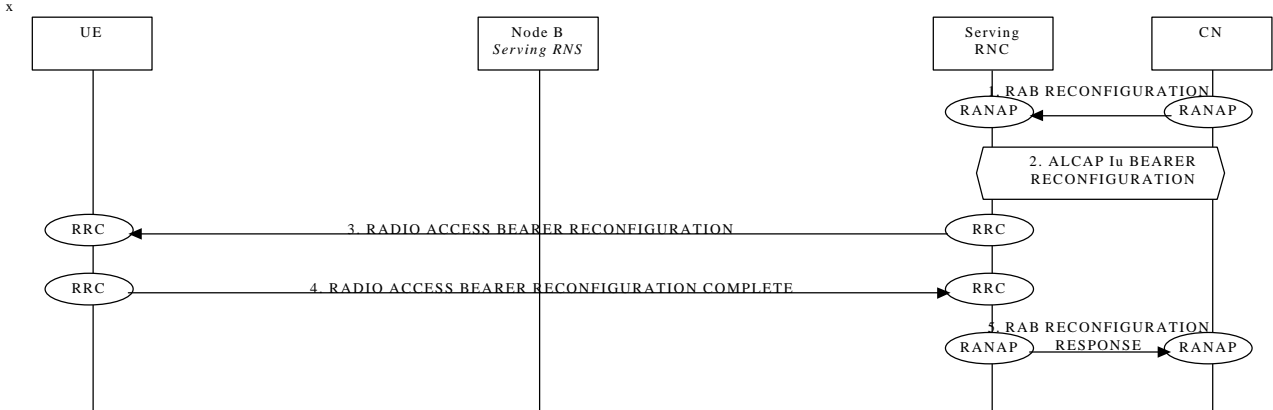 x
UE
Node B
Serving RNS
Serving
RNC
CN
1. RAB RECONFIGURATION
RANAP
RANAP
2. ALCAP Iu BEARER
RECONFIGURATION
RRC
3. RADIO ACCESS BEARER RECONFIGURATION
RRC
RRC
4. RADIO ACCESS BEARER RECONFIGURATION COMPLETE
RRC
5. RAB RECONFIGURATION
RANAP
RESPONSE
RANAP